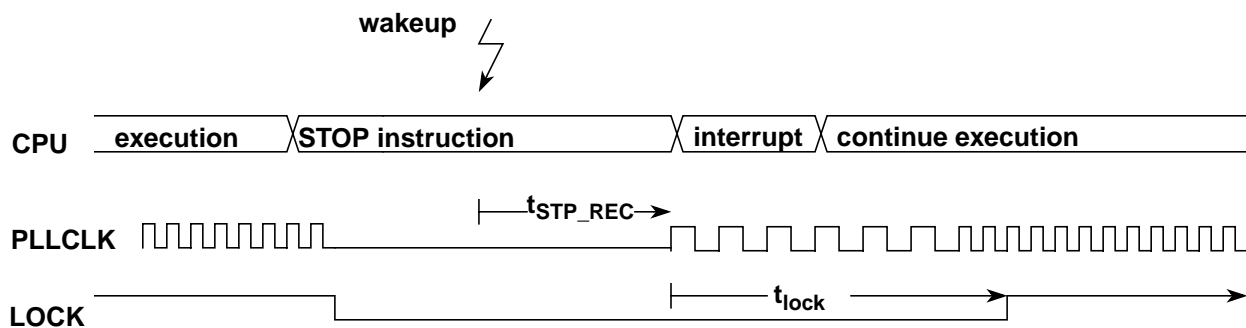 wakeup
CPU execution STOP instruction interrupt continue execution
tSTP_REC
PLLCLK
tlock
LOCK